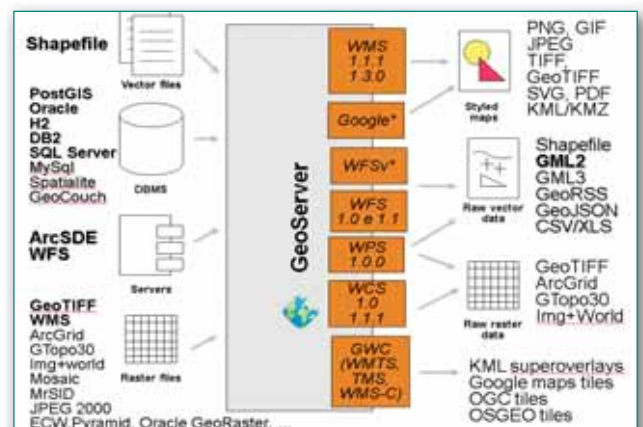 Shapefile
Vector files
PostGIS
Oracle
H2
DB2
SQL Server
MySql
Spatialite
GeoCouch
DBMS
ArcSDE
WFS
Servers
GeoTIFF
WMS
ArcGrid
GTopo30
Img+world
Mosaic
MrSID
JPEG 2000
ECW Pyramid, Oracle GeoRaster, ...
Raster files
GeoServer
WMS
1.1.1
1.3.0
Google*
WFSv*
WFS
1.0 e 1.1
WPS
1.0.0
WCS
1.0
1.1.1
GWC
(WMTS,
TMS,
WMS-C)
Styled
maps
PNG, GIF
JPEG
TIFF,
GeoTIFF
SVG, PDF
KML/KMZ
Raw vector
data
Shapefile
GML2
GML3
GeoRSS
GeoJSON
CSV/XLS
Raw raster
data
GeoTIFF
ArcGrid
GTopo30
Img+World
KML superoverlays
Google maps tiles
OGC tiles
OSGEO tiles